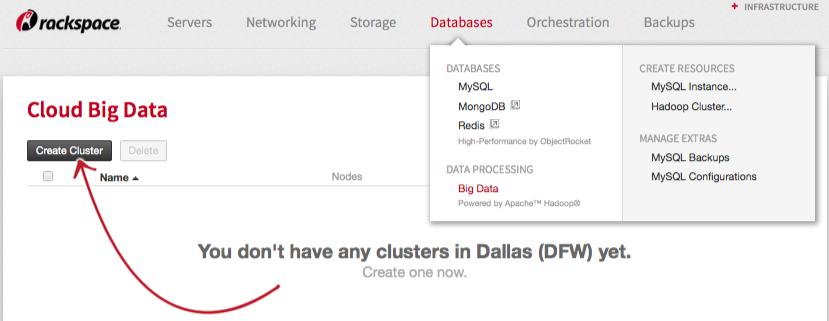 rackspace.
Servers
Networking
Storage
Databases
Orchestration
Backups
+ INFRASTRUCTURE
DATABASES
MySQL
MongoDB
Redis
High-Performance by ObjectRocket
DATA PROCESSING
Big Data
Powered by Apache™ Hadoop®
CREATE RESOURCES
MySQL Instance...
Hadoop Cluster...
MANAGE EXTRAS
MySQL Backups
MySQL Configurations
Cloud Big Data
Create Cluster
Delete
Name
Nodes
You don't have any clusters in Dallas (DFW) yet.
Create one now.